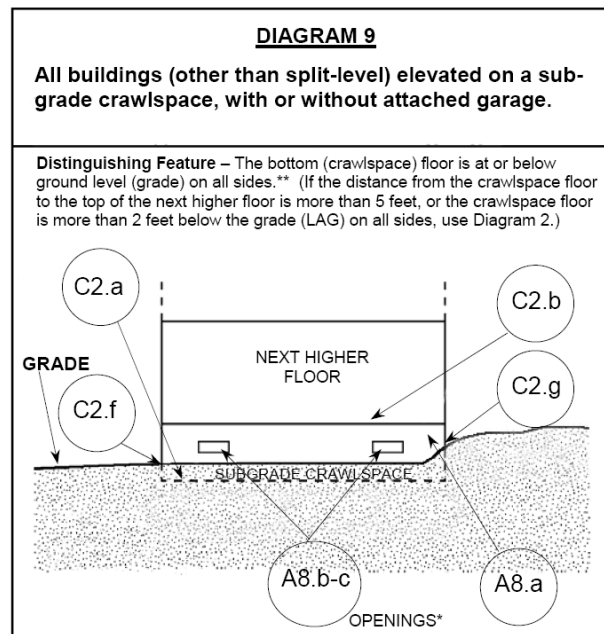 DIAGRAM 9
All buildings (other than split-level) elevated on a sub-
grade crawlspace, with or without attached garage.
Distinguishing Feature – The bottom (crawlspace) floor is at or below
ground level (grade) on all sides.** (If the distance from the crawlspace floor
to the top of the next higher floor is more than 5 feet, or the crawlspace floor
is more than 2 feet below the grade (LAG) on all sides, use Diagram 2.)
C2.a
C2.b
NEXT HIGHER
FLOOR
GRADE
C2.g
C2.f
SUBGRADE CRAWLSPACE
A8.b-c
A8.a
OPENINGS*